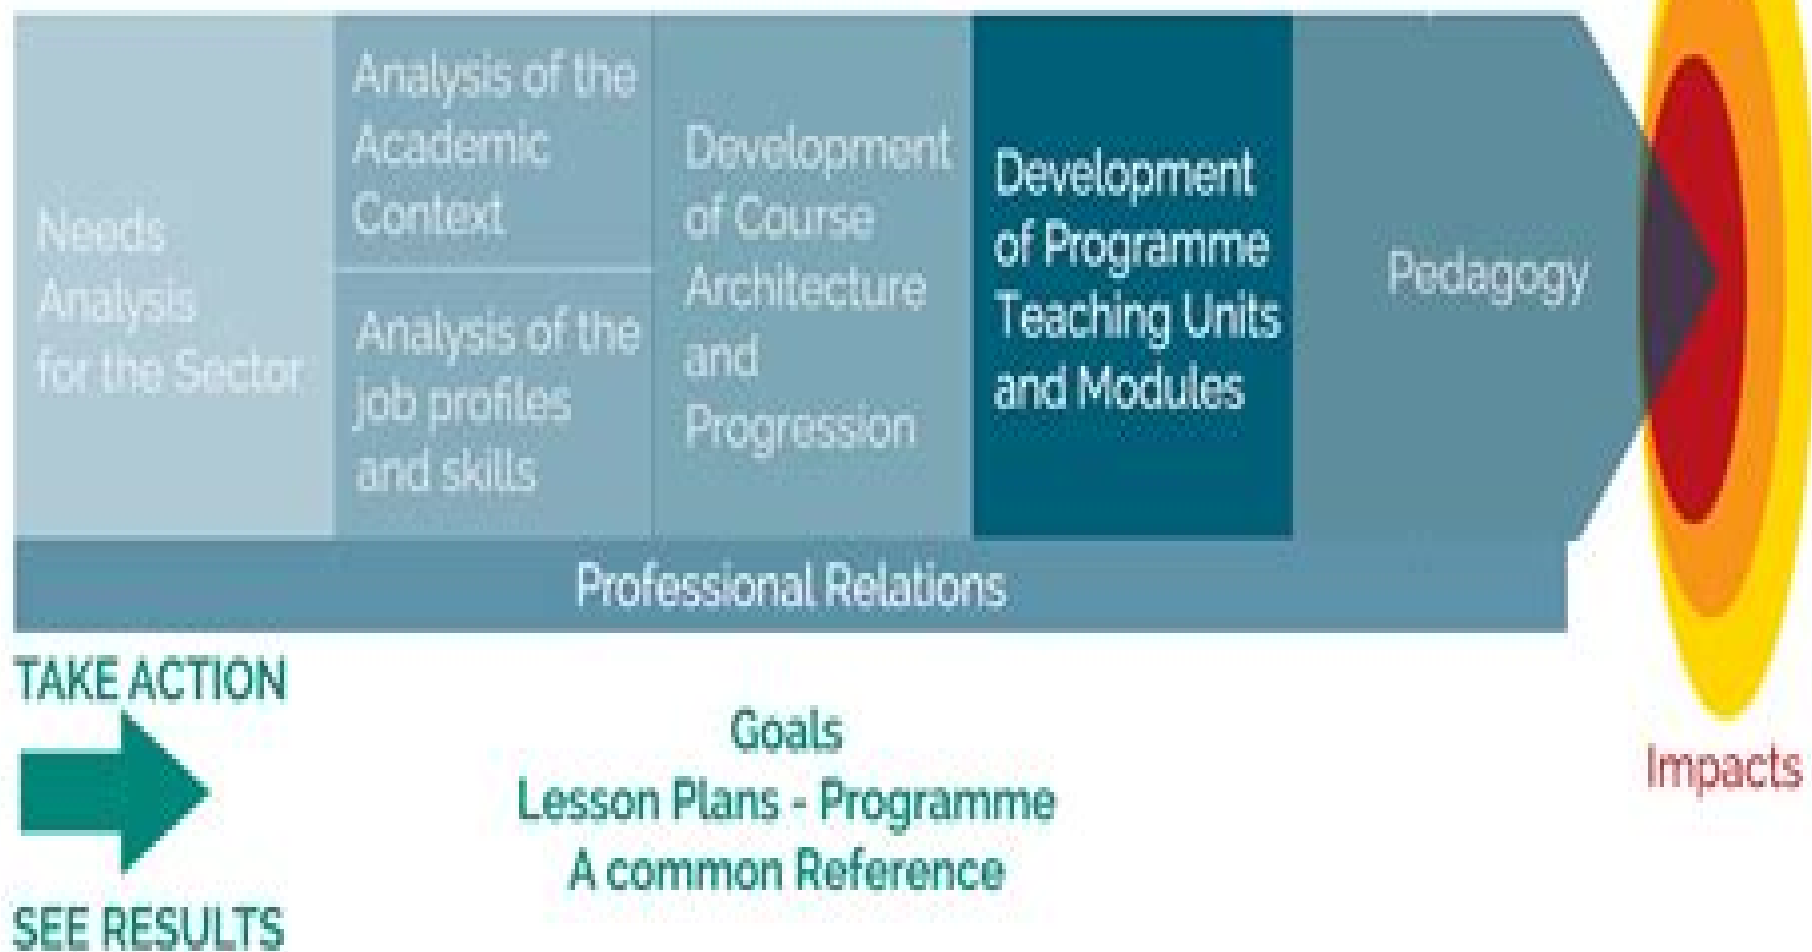 Needs
Analysis
for the Sector
Analysis of the
Academic
Context
Analysis of the
job profiles
and skills
Development
of Course
Architecture
and
Progression
Development
of Programme
Teaching Units
and Modules
Pedagogy
Professional Relations
TAKE ACTION
SEE RESULTS
Goals
Lesson Plans - Programme
A common Reference
Impacts